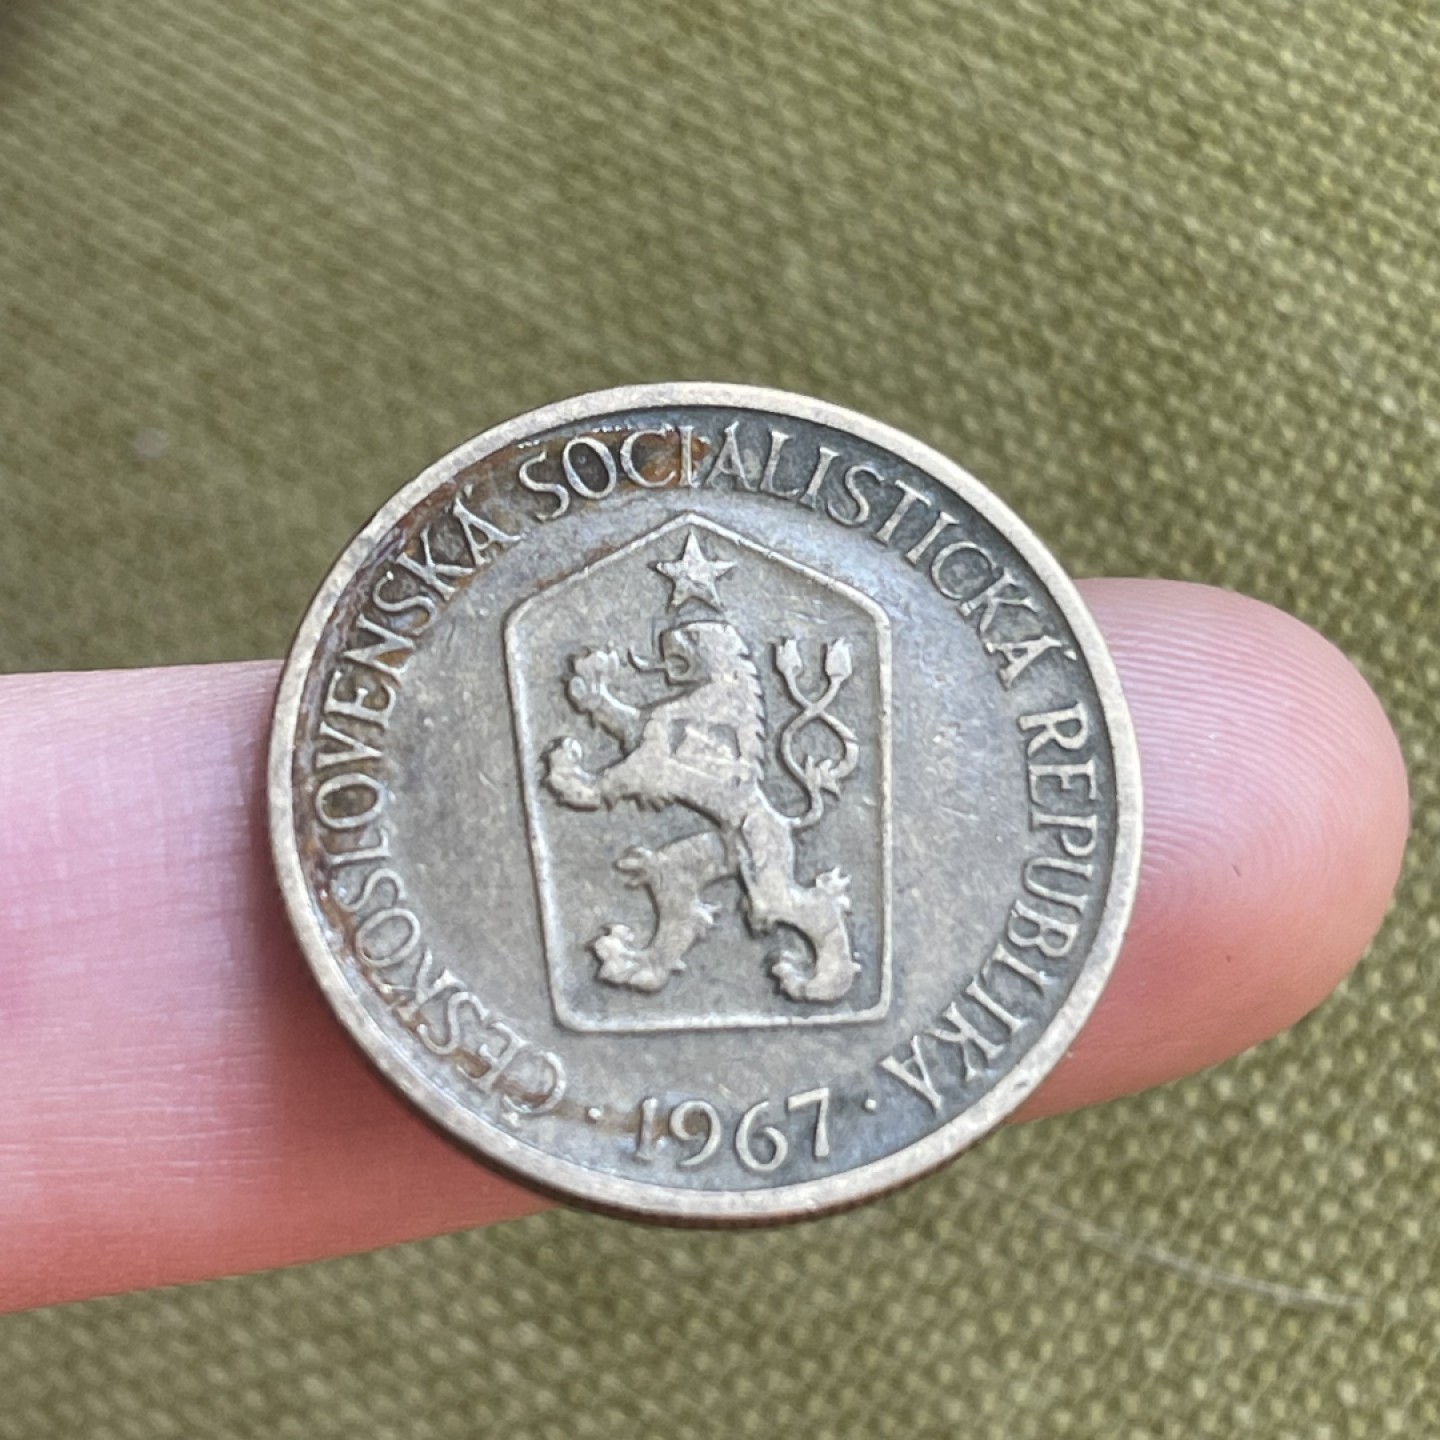 ČESKOSLOVENSKÁ SOCIALISTICKÁ REPUBLIKA
· 1967 ·